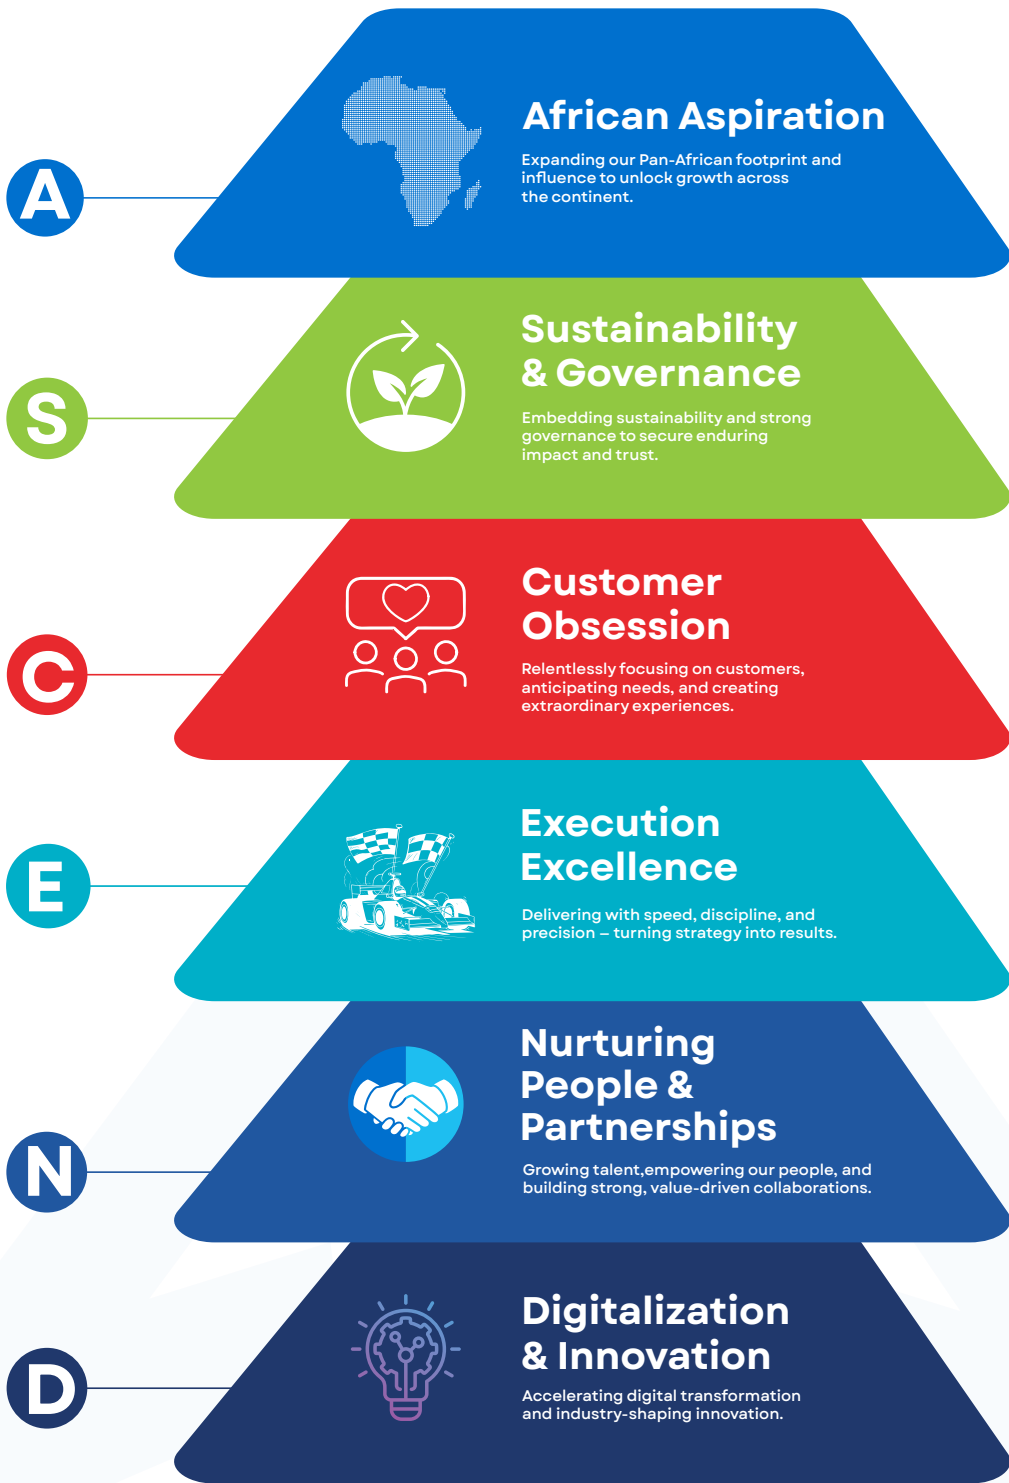 A
African Aspiration
Expanding our Pan-African footprint and
influence to unlock growth across
the continent.
S
Sustainability
& Governance
Embedding sustainability and strong
governance to secure enduring
impact and trust.
C
Customer
Obsession
Relentlessly focusing on customers,
anticipating needs, and creating
extraordinary experiences.
E
Execution
Excellence
Delivering with speed, discipline, and
precision – turning strategy into results.
N
Nurturing
People &
Partnerships
Growing talent,empowering our people, and
building strong, value-driven collaborations.
D
Digitalization
& Innovation
Accelerating digital transformation
and industry-shaping innovation.